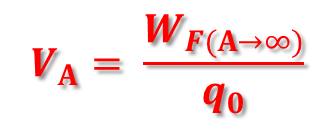 V_A = W_F(A→∞) / q_0